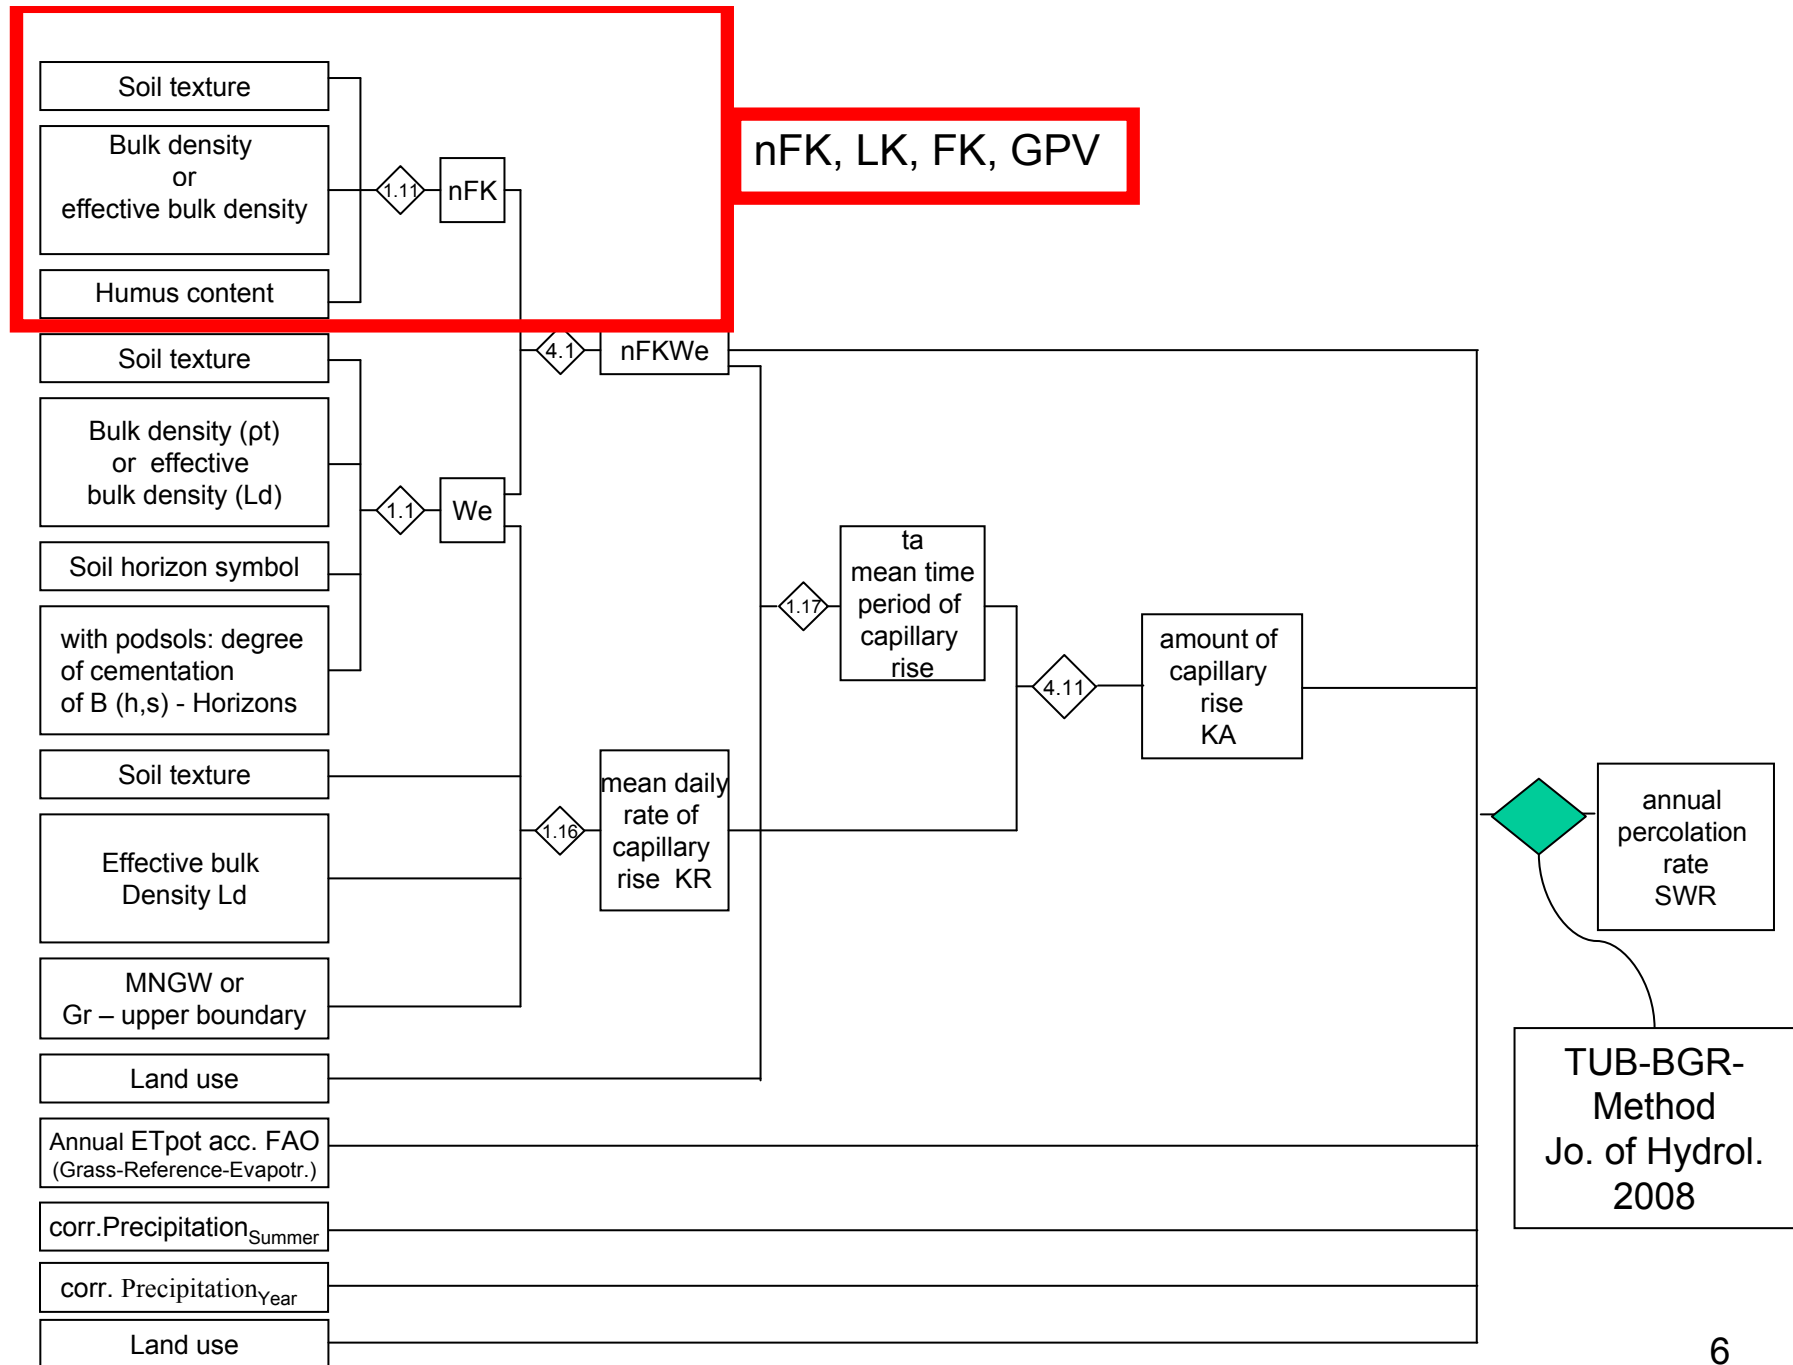 Soil texture
Bulk density
or
effective bulk density
Humus content
1.11
nFK
nFK, LK, FK, GPV
Soil texture
Bulk density (ρt)
or effective
bulk density (Ld)
Soil horizon symbol
with podsols: degree
of cementation
of B (h,s) - Horizons
1.1
We
4.1
nFKWe
Soil texture
Effective bulk
Density Ld
MNGW or
Gr – upper boundary
1.16
mean daily
rate of
capillary
rise KR
Land use
1.17
ta
mean time
period of
capillary
rise
4.11
amount of
capillary
rise
KA
Annual ETpot acc. FAO
(Grass-Reference-Evapotr.)
corr.Precipitation Summer
corr. Precipitation Year
Land use
annual
percolation
rate
SWR
TUB-BGR-
Method
Jo. of Hydrol.
2008
6